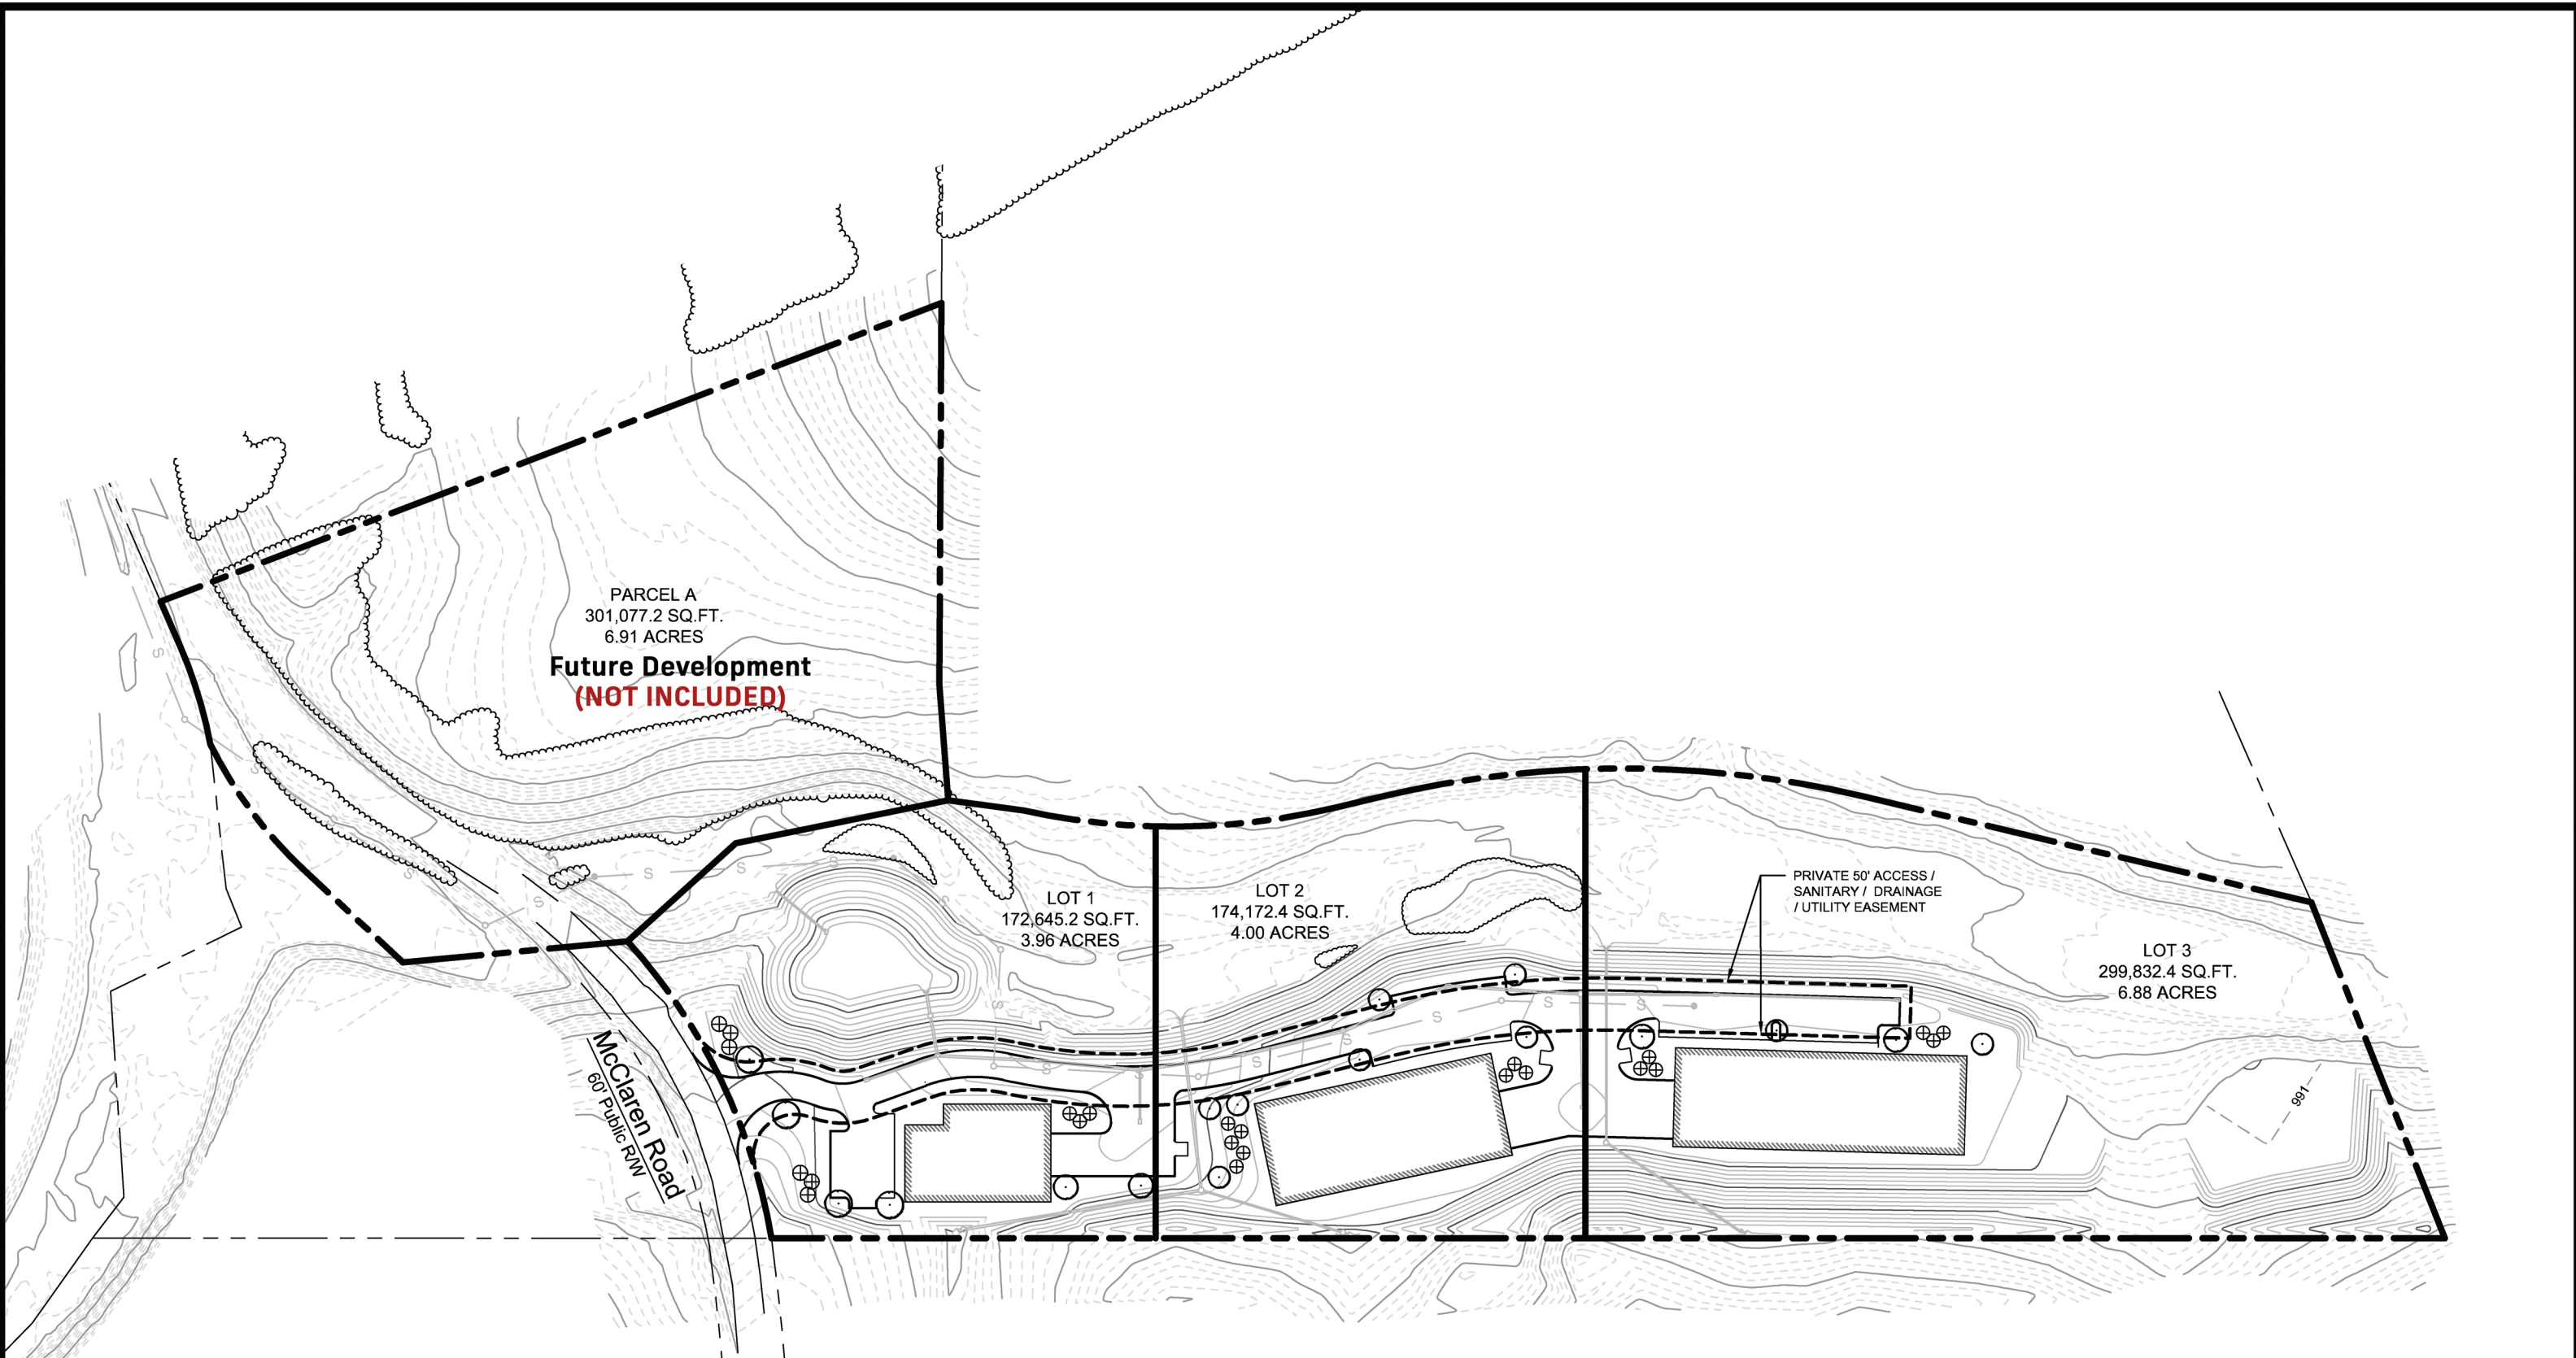 PARCEL A
301,077.2 SQ.FT.
6.91 ACRES
Future Development
(NOT INCLUDED)
LOT 1
172,645.2 SQ.FT.
3.96 ACRES
LOT 2
174,172.4 SQ.FT.
4.00 ACRES
PRIVATE 50' ACCESS /
SANITARY / DRAINAGE
/ UTILITY EASEMENT
LOT 3
299,832.4 SQ.FT.
6.88 ACRES
McClaren Road
60' Public R/W
991
S
S
S
S
S
S
S
S
S
S
S
S
S
S